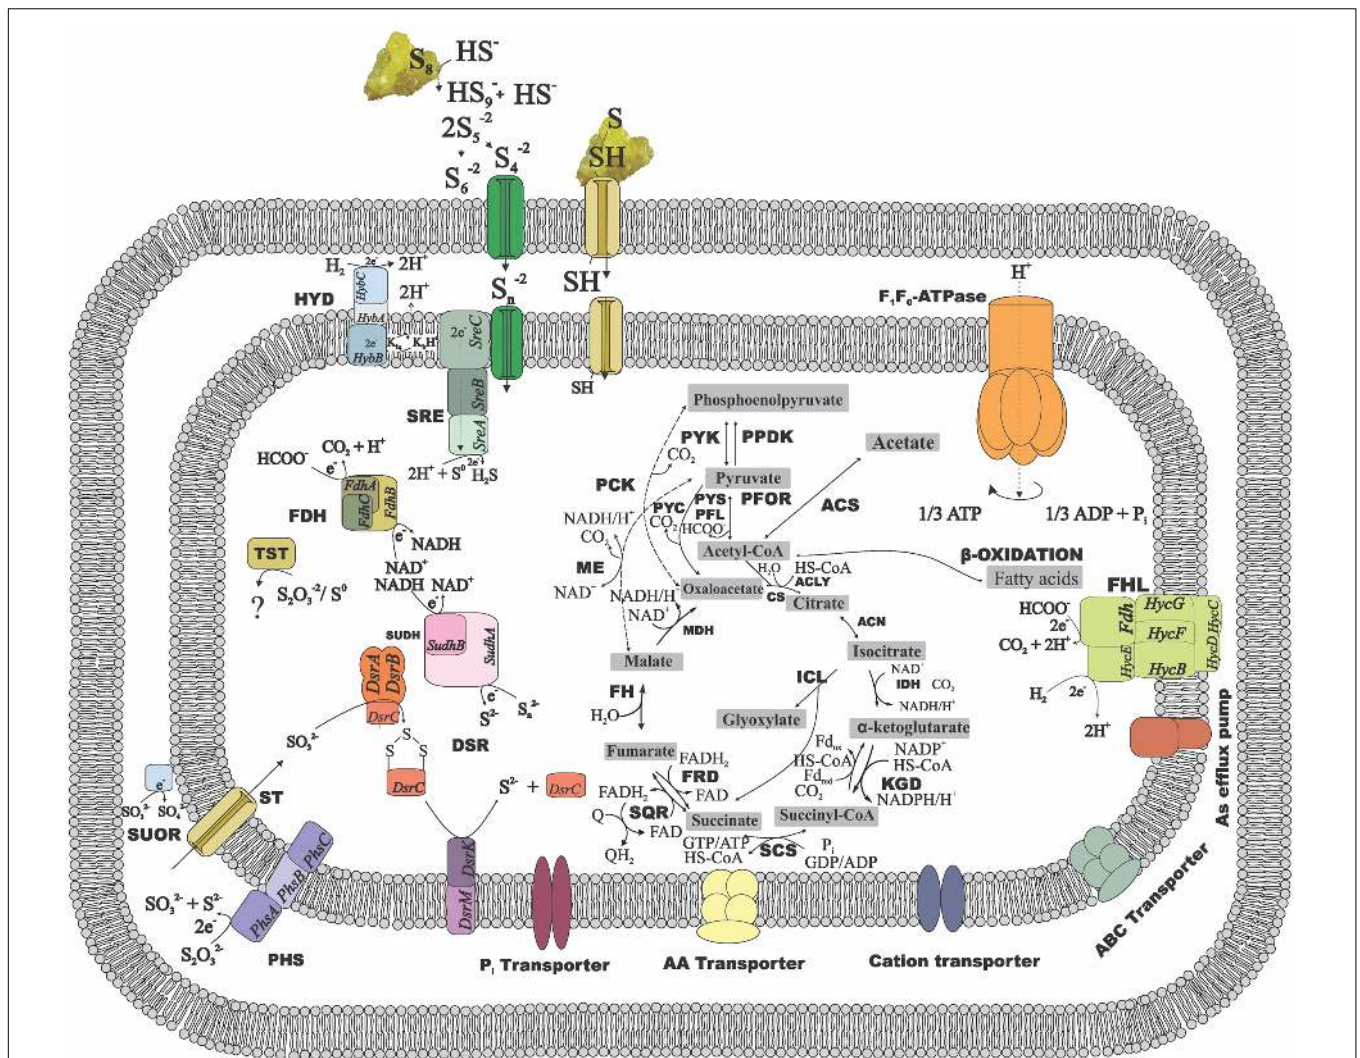 S₈ HS⁻
HS₉⁻ + HS⁻
2S₅⁻²
S₄⁻²
S₆⁻²
S
SH
H₂ 2e⁻ 2H⁺
HYD
HybC
2H⁺
HybA
2e⁻
HybB
SH
Sₙ⁻²
2e⁻
SreC
SreB
SRE
SreA
2H⁺ + S⁰ 2e⁻ H₂S
SH
H⁺
F₁F₀-ATPase
1/3 ATP
1/3 ADP + Pᵢ
HCOO⁻
CO₂ + H⁺
e⁻
FdhA
FdhC
FdhB
FDH
e⁻ NADH
NAD⁺
NADH
NAD⁺
TST
S₂O₃⁻²/ S⁰
?
e⁻
SUDH
SudhB
SudhA
e⁻
S²⁻
Sₙ²⁻
DsrA
DsrB
DsrC
DSR
SO₃²⁻
S
S S
DsrC
S²⁻ + DsrC
e⁻
SO₃²⁻ SO₄²⁻
SUOR
ST
PhsC
PhsB
PhsA
SO₃²⁻ + S²⁻
2e⁻
S₂O₃²⁻
PHS
DsrK
DsrM
Phosphoenolpyruvate
PYK PPDK
CO₂
Acetate
Pyruvate
PCK
PYS PFOR
PYC PFL
ACS
CO₂ HCOO⁻
NADH/H⁺
CO₂
Acetyl-CoA
ME
NAD⁻
H₂O HS-CoA
ACLY
Oxaloacetate
CS
Citrate
NADH/H
NAD⁺
MDH
ACN
β-OXIDATION
Fatty acids
Malate
Isocitrate
NAD⁺
IDH CO₂
NADH/H⁺
ICL
FH
H₂O
Glyoxylate
α-ketoglutarate
Fumarate
FADH₂
FRD
FAD
Fdₒₓ
HS-CoA
Fdᵣₑd
CO₂
NADP⁺
HS-CoA
KGD
NADPH/H⁺
FADH₂
SQR
Q
FAD
QH₂
Succinate
Succinyl-CoA
GTP/ATP
HS-CoA
SCS
Pᵢ
GDP/ADP
FHL
HCOO⁻
2e⁻
CO₂ + 2H⁺
Fdh
HycG
HycC
HycF
HycD
HycE
HycB
H₂ 2e⁻
2H⁺
As efflux pump
ABC Transporter
Pᵢ Transporter
AA Transporter
Cation transporter